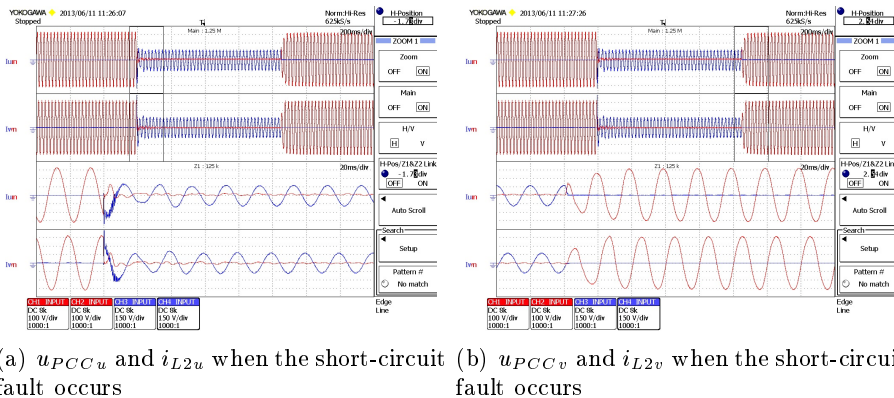 YOKOGAWA 2013/06/11 11:26:07
Stopped
Norm:Hi-Res
625kS/s
Main : 1.25 M
200ms/div
Iwn
Z1 : 125 k
20ms/div
Iwn
H-Position
ZOOM 1
Zoom
OFF ON
Main
OFF ON
H/V
H V
H-Pos/Z1&Z2 Link
OFF ON
Auto Scroll
Search
Setup
Pattern #
No match
CH1 INPUT CH2 INPUT CH3 INPUT CH4 INPUT
DC 8k DC 8k DC 8k DC 8k
100 V/div 100 V/div 150 V/div 150 V/div
1000:1 1000:1 1000:1 1000:1
Edge
Line
YOKOGAWA 2013/06/11 11:27:26
Stopped
Norm:Hi-Res
625kS/s
Main : 1.25 M
200ms/div
Iwn
Z1 : 125 k
20ms/div
Iwn
H-Position
ZOOM 1
Zoom
OFF ON
Main
OFF ON
H/V
H V
H-Pos/Z1&Z2 Link
OFF ON
Auto Scroll
Search
Setup
Pattern #
No match
CH1 INPUT CH2 INPUT CH3 INPUT CH4 INPUT
DC 8k DC 8k DC 8k DC 8k
100 V/div 100 V/div 150 V/div 150 V/div
1000:1 1000:1 1000:1 1000:1
Edge
Line
(a) uPCCu and iL2u when the short-circuit
fault occurs
(b) uPCCv and iL2v when the short-circui
fault occurs